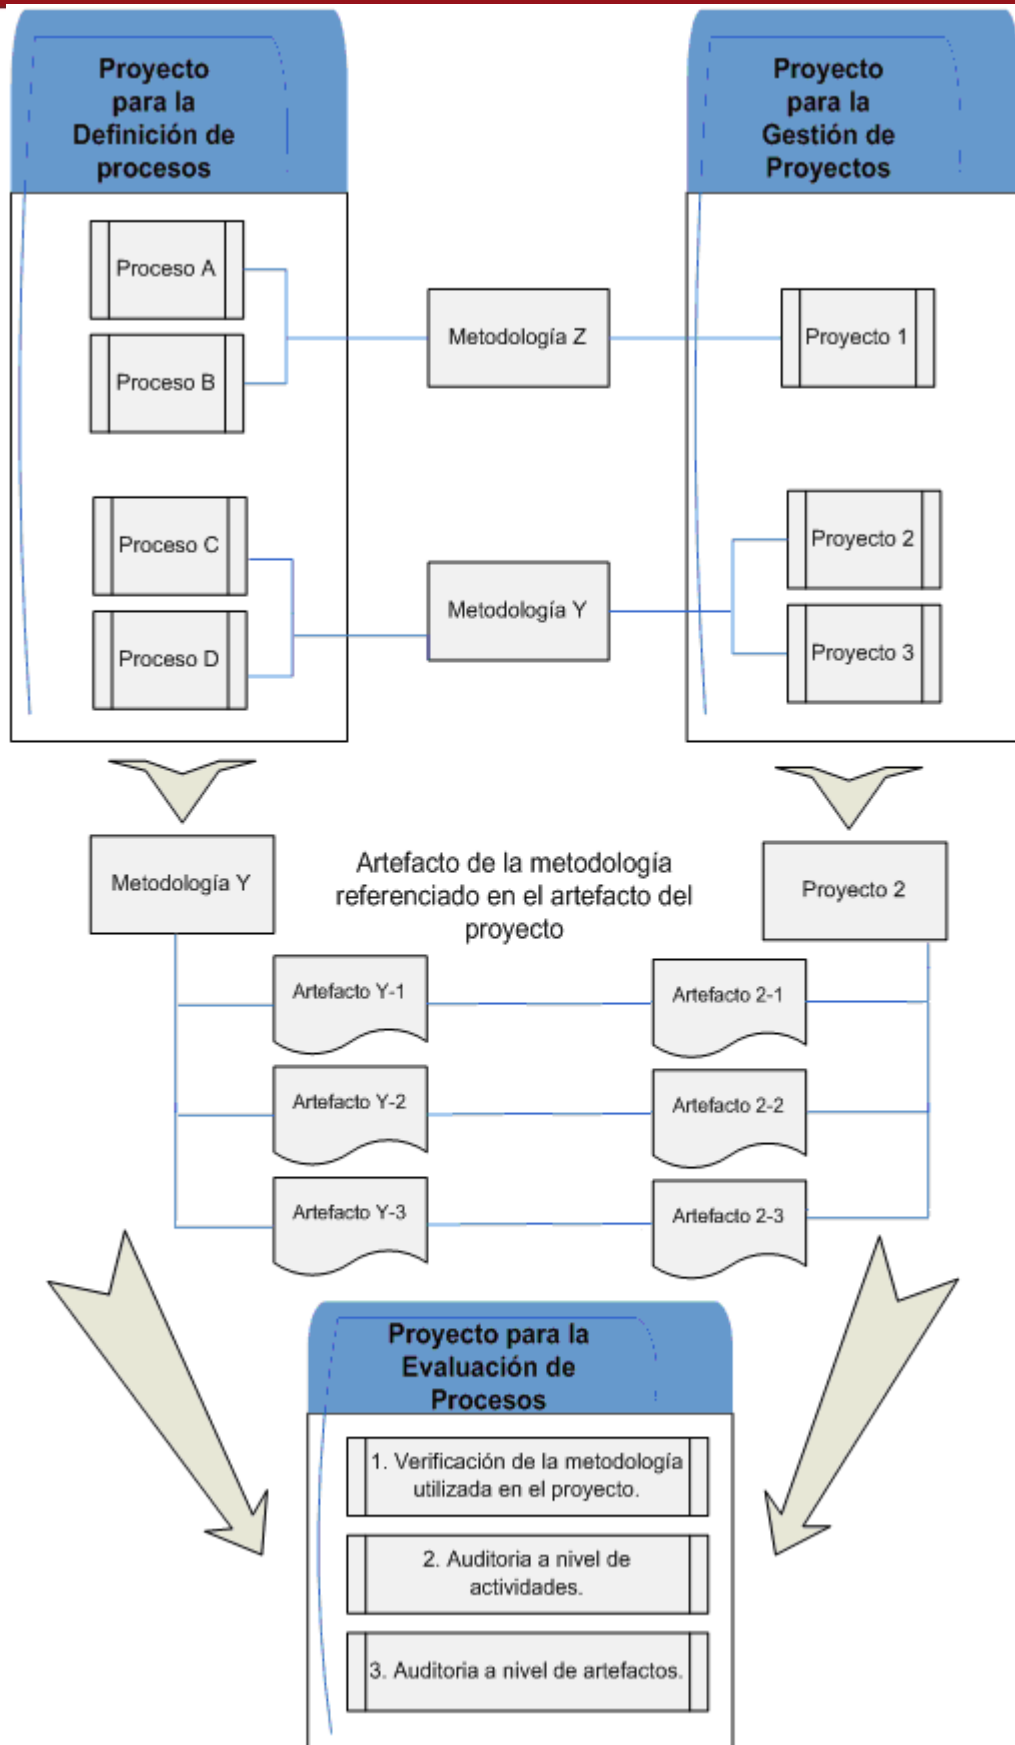 Proyecto
para la
Definición de
procesos
Proyecto
para la
Gestión de
Proyectos
Proceso A
Proceso B
Metodología Z
Proyecto 1
Proceso C
Proceso D
Metodología Y
Proyecto 2
Proyecto 3
Metodología Y
Artefacto de la metodología
referenciado en el artefacto del
proyecto
Proyecto 2
Artefacto Y-1
Artefacto 2-1
Artefacto Y-2
Artefacto 2-2
Artefacto Y-3
Artefacto 2-3
Proyecto para la
Evaluación de
Procesos
1. Verificación de la metodología
utilizada en el proyecto.
2. Auditoria a nivel de
actividades.
3. Auditoria a nivel de artefactos.